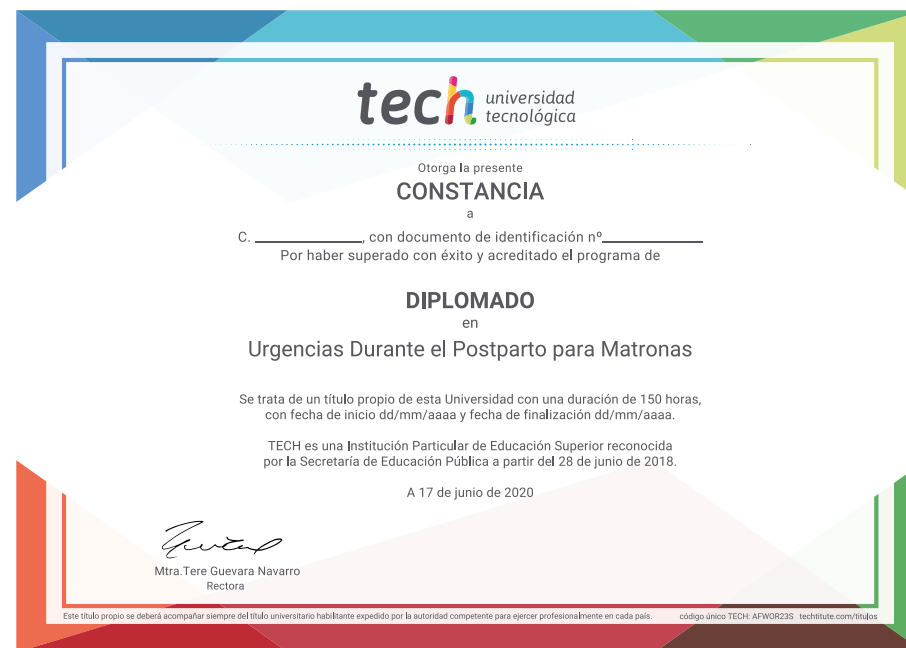 tech universidad
tecnológica
Otorga la presente
CONSTANCIA
a
C. ____________, con documento de identificación nº____________
Por haber superado con éxito y acreditado el programa de
DIPLOMADO
en
Urgencias Durante el Postparto para Matronas
Se trata de un título propio de esta Universidad con una duración de 150 horas,
con fecha de inicio dd/mm/aaaa y fecha de finalización dd/mm/aaaa.
TECH es una Institución Particular de Educación Superior reconocida
por la Secretaría de Educación Pública a partir del 28 de junio de 2018.
A 17 de junio de 2020
Mtra.Tere Guevara Navarro
Rectora
Este título propio se deberá acompañar siempre del título universitario habilitante expedido por la autoridad competente para ejercer profesionalmente en cada país. código único TECH: AFWOR23S techtitute.com/titulos